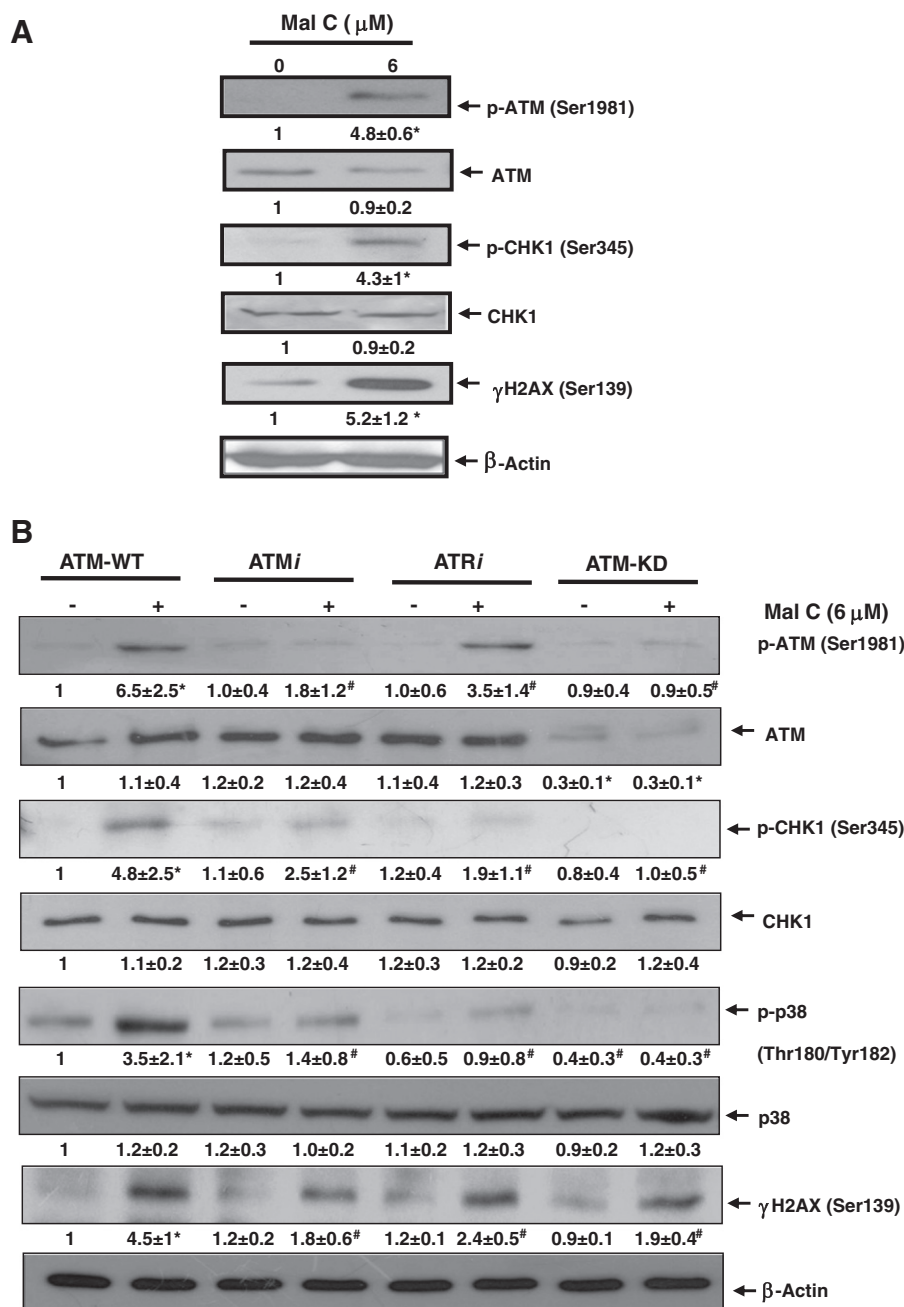 A
Mal C ( μM)
0 6
p-ATM (Ser1981)
1 4.8±0.6*
ATM
1 0.9±0.2
p-CHK1 (Ser345)
1 4.3±1*
CHK1
1 0.9±0.2
γH2AX (Ser139)
1 5.2±1.2 *
β-Actin
B
ATM-WT ATMi ATRi ATM-KD
- + - + - + - + Mal C (6 μM)
p-ATM (Ser1981)
1 6.5±2.5* 1.0±0.4 1.8±1.2# 1.0±0.6 3.5±1.4# 0.9±0.4 0.9±0.5#
ATM
1 1.1±0.4 1.2±0.2 1.2±0.4 1.1±0.4 1.2±0.3 0.3±0.1* 0.3±0.1*
p-CHK1 (Ser345)
1 4.8±2.5* 1.1±0.6 2.5±1.2# 1.2±0.4 1.9±1.1# 0.8±0.4 1.0±0.5#
CHK1
1 1.1±0.2 1.2±0.3 1.2±0.4 1.2±0.3 1.2±0.2 0.9±0.2 1.2±0.4
p-p38
(Thr180/Tyr182)
1 3.5±2.1* 1.2±0.5 1.4±0.8# 0.6±0.5 0.9±0.8# 0.4±0.3# 0.4±0.3#
p38
1 1.2±0.2 1.2±0.3 1.0±0.2 1.1±0.2 1.2±0.3 0.9±0.2 1.2±0.3
γH2AX (Ser139)
1 4.5±1* 1.2±0.2 1.8±0.6# 1.2±0.1 2.4±0.5# 0.9±0.1 1.9±0.4#
β-Actin